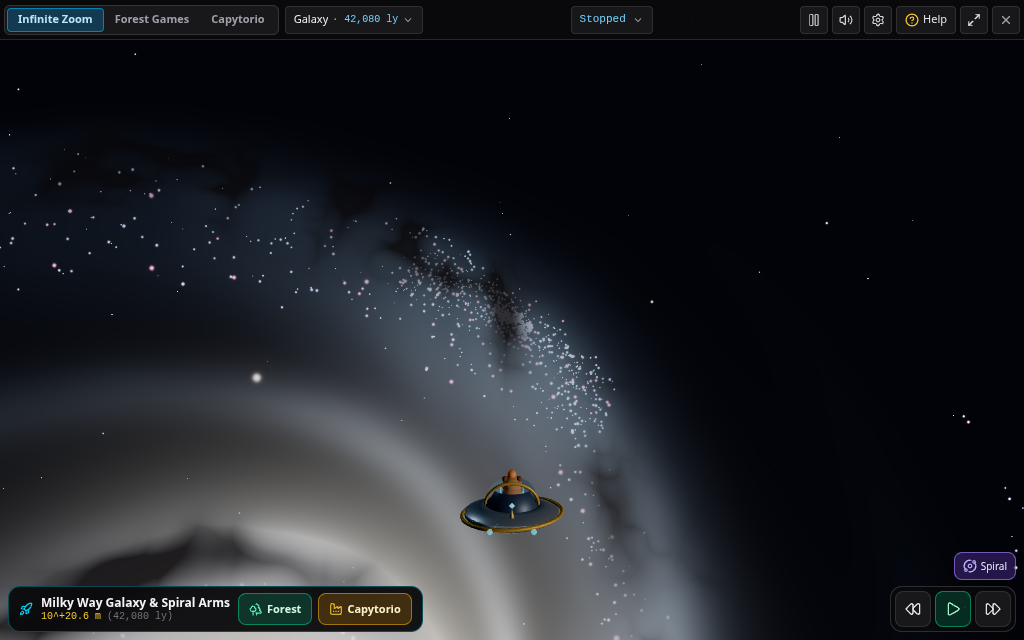 Infinite Zoom Forest Games Capytorio Galaxy · 42,080 ly Stopped Help
Spiral
Milky Way Galaxy & Spiral Arms
10^+20.6 m (42,080 ly)
Forest Capytorio